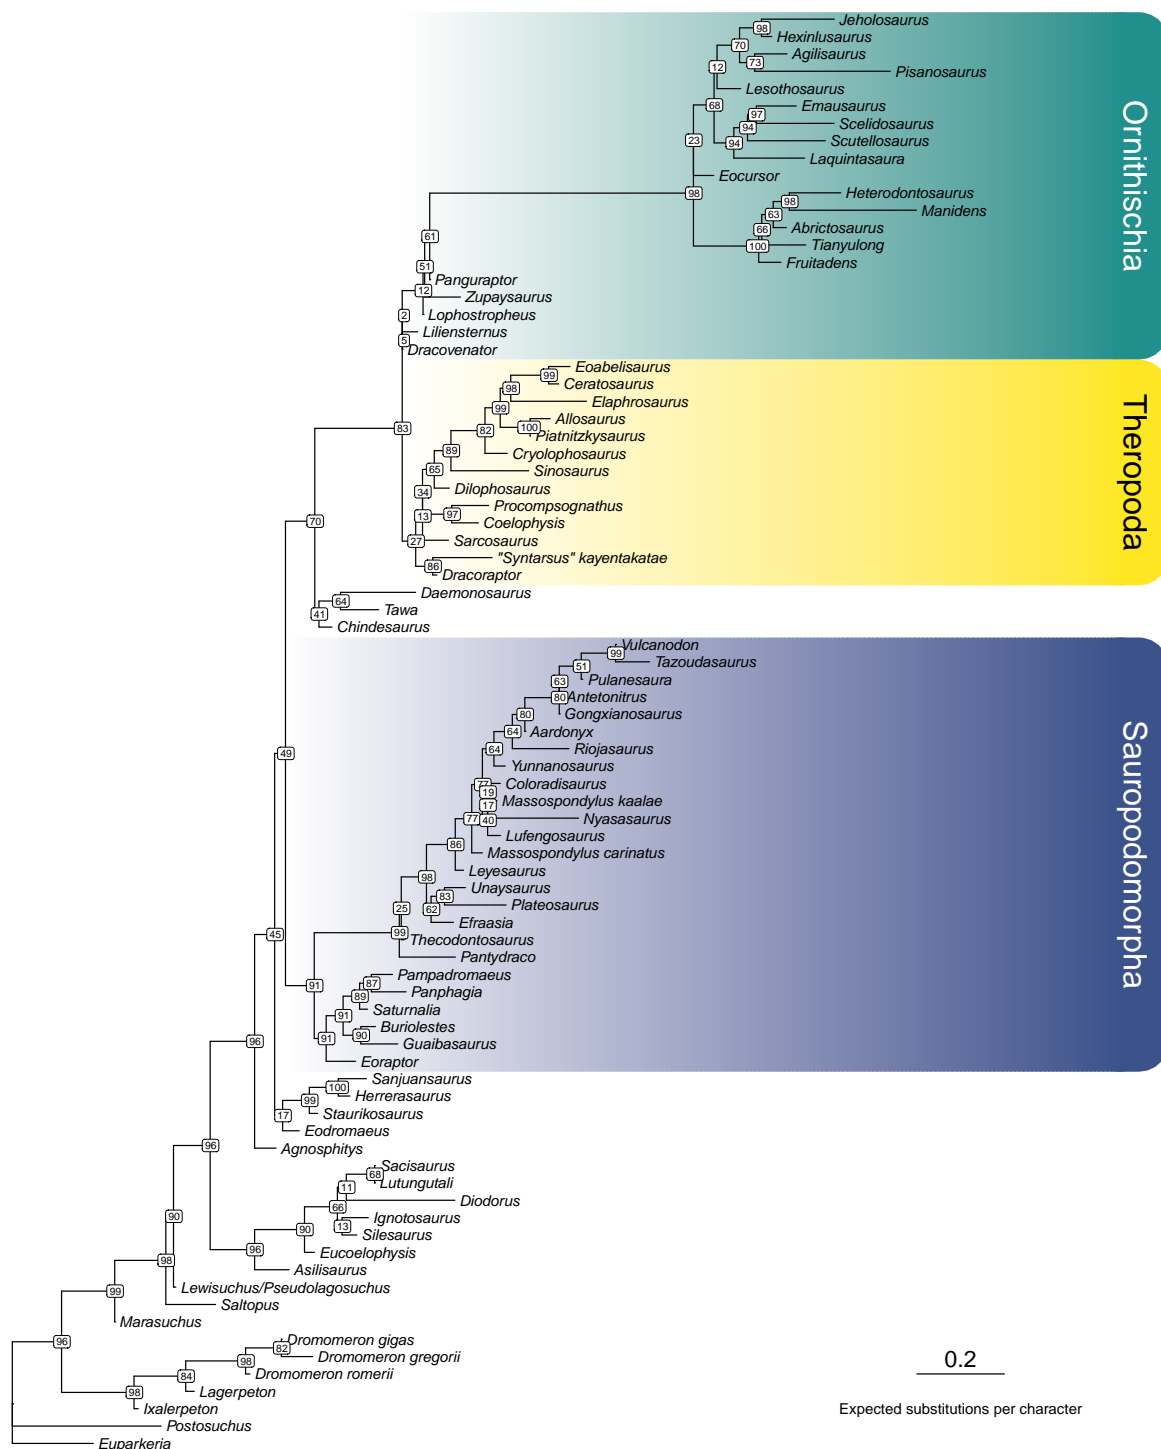 Jeholosaurus
98
Hexinlusaurus
70
Agilisaurus
73
12
Pisanosaurus
Lesothosaurus
68
Emausaurus
97
Scelidosaurus
94
Scutellosaurus
94
Laquintasaura
23
Eocursor
98
Heterodontosaurus
98
Manidens
63
Abrictosaurus
66
Tianyulong
100
Fruitadens
Ornithischia
61
51
Panguraptor
12
Zupaysaurus
Lophostropheus
2
Liliensternus
5
Dracovenator
Eoabelisaurus
99
Ceratosaurus
98
Elaphrosaurus
99
Allosaurus
100
Piatnitzkysaurus
82
Cryolophosaurus
89
Sinosaurus
65
Dilophosaurus
34
Procompsognathus
97
Coelophysis
13
Sarcosaurus
27
"Syntarsus" kayentakatae
86
Dracoraptor
Theropoda
83
70
Daemonosaurus
64
Tawa
41
Chindesaurus
Vulcanodon
99
Tazoudasaurus
51
Pulanesaura
63
Antetonitrus
80
Gongxianosaurus
80
Aardonyx
64
Riojasaurus
64
Yunnanosaurus
Coloradisaurus
77
19
Massospondylus kaalae
17
Nyasasaurus
40
77
Lufengosaurus
Massospondylus carinatus
86
Leyesaurus
98
Unaysaurus
83
Plateosaurus
62
Efraasia
25
Thecodontosaurus
99
Pantydraco
Sauropodomorpha
49
45
91
Pampadromaeus
87
Panphagia
89
Saturnalia
91
Buriolestes
90
Guaibasaurus
91
Eoraptor
96
Sanjuansaurus
100
Herrerasaurus
99
Staurikosaurus
17
Eodromaeus
Agnosphitys
96
Sacisaurus
68
Lutungutali
11
Diodorus
66
Ignotosaurus
13
Silesaurus
90
Eucoelophysis
96
Asilisaurus
90
98
Lewisuchus/Pseudolagosuchus
Saltopus
99
Marasuchus
96
Dromomeron gigas
82
Dromomeron gregorii
98
Dromomeron romerii
84
Lagerpeton
98
Ixalerpeton
Postosuchus
Euparkeria
0.2
Expected substitutions per character